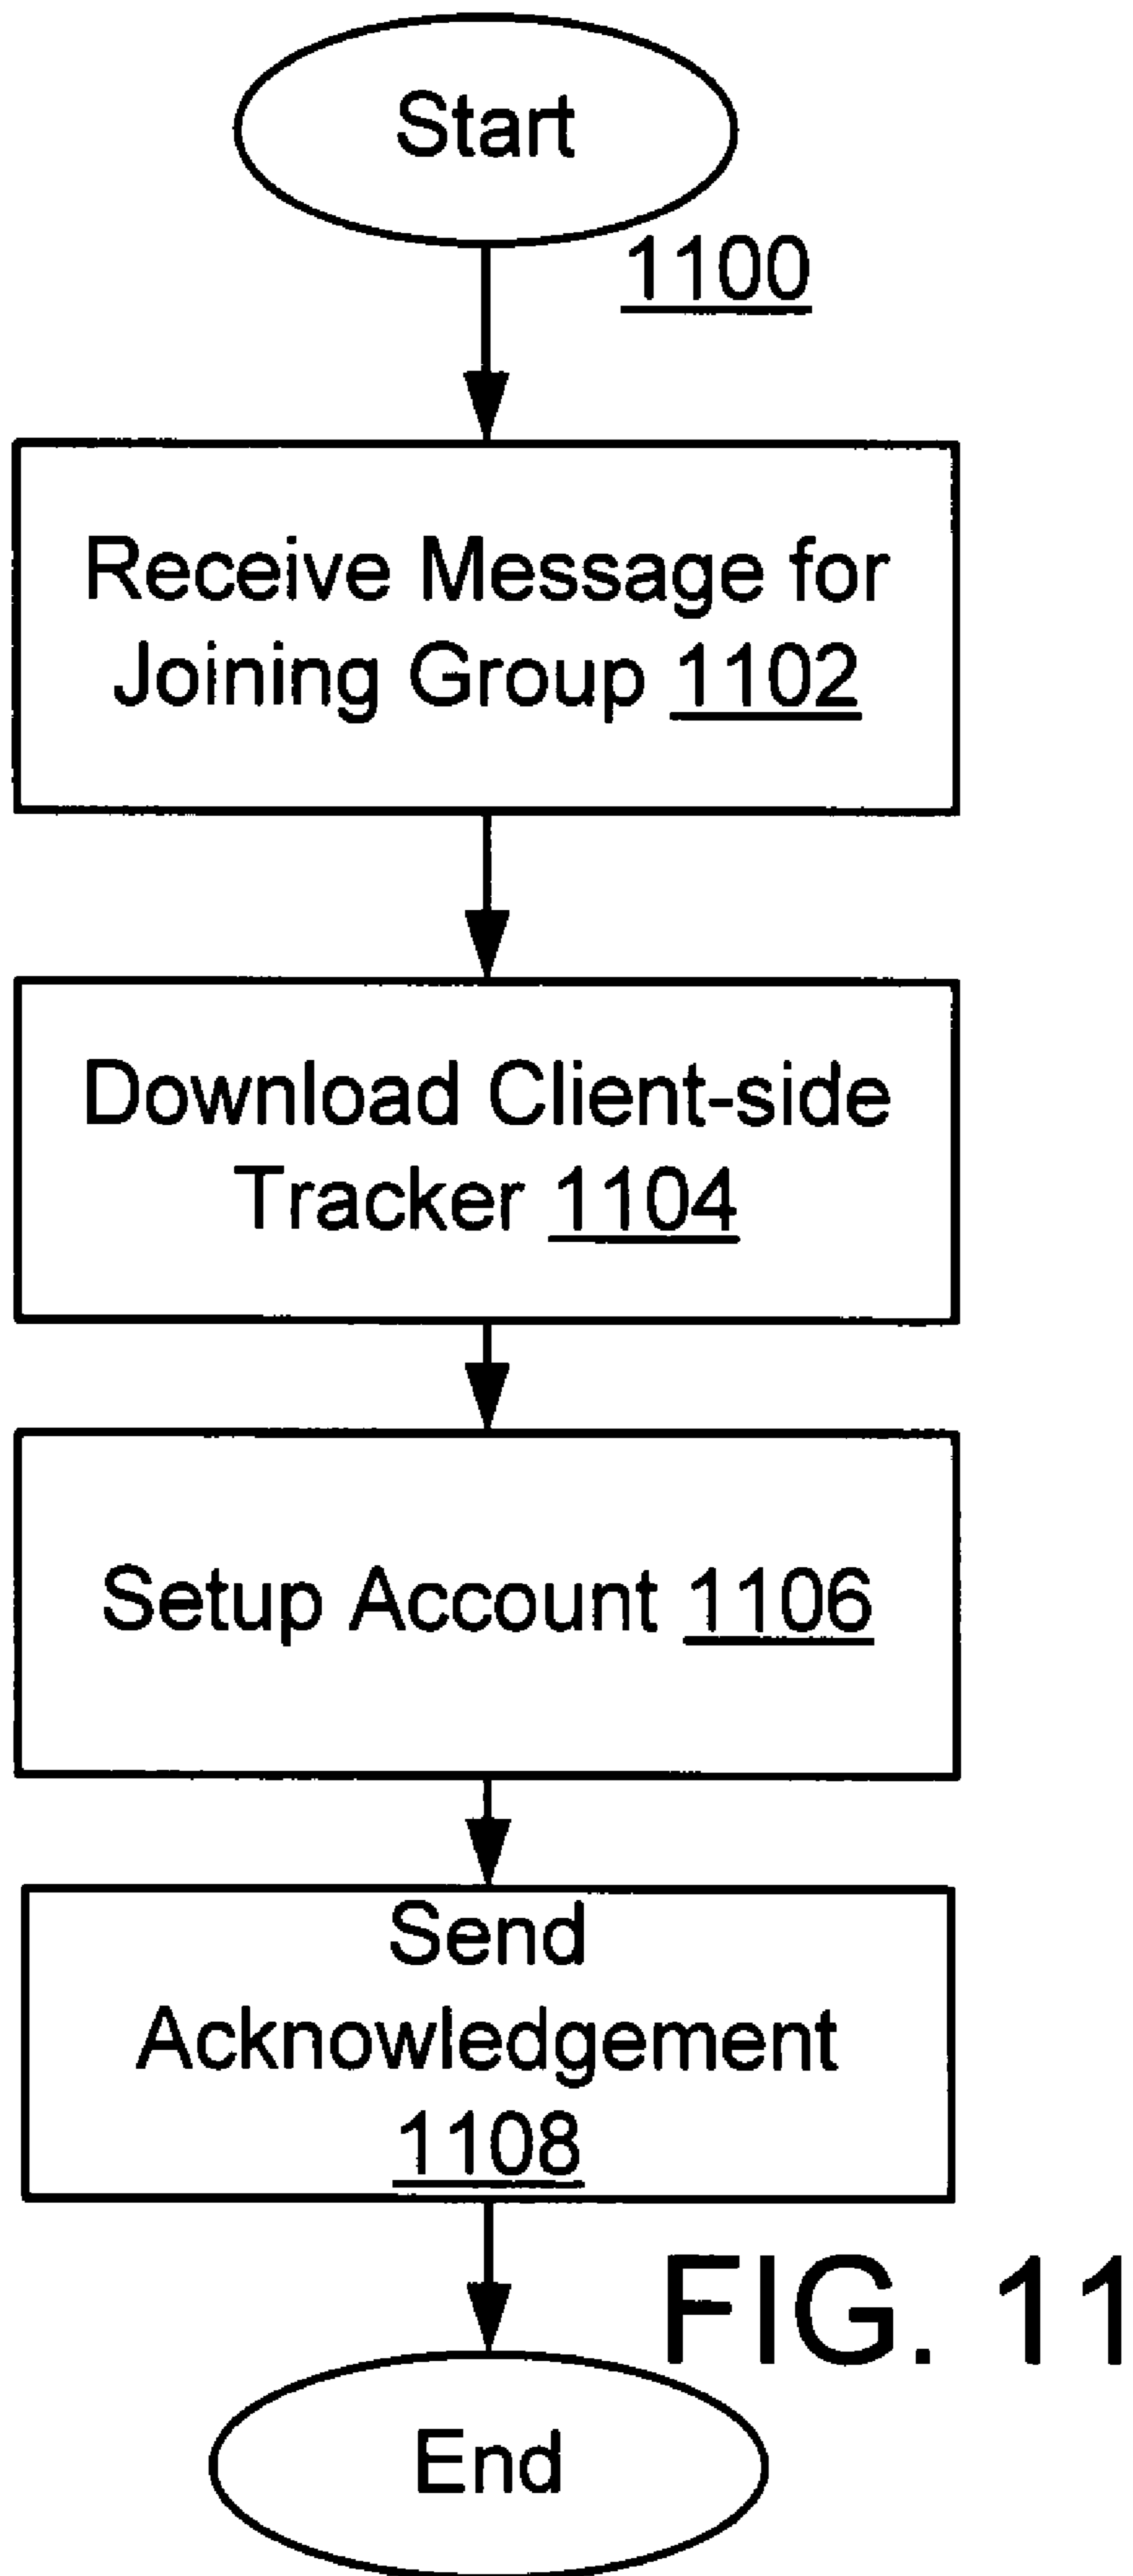 Start
1100
Receive Message for
Joining Group 1102
Download Client-side
Tracker 1104
Setup Account 1106
Send
Acknowledgement
1108
FIG. 11
End